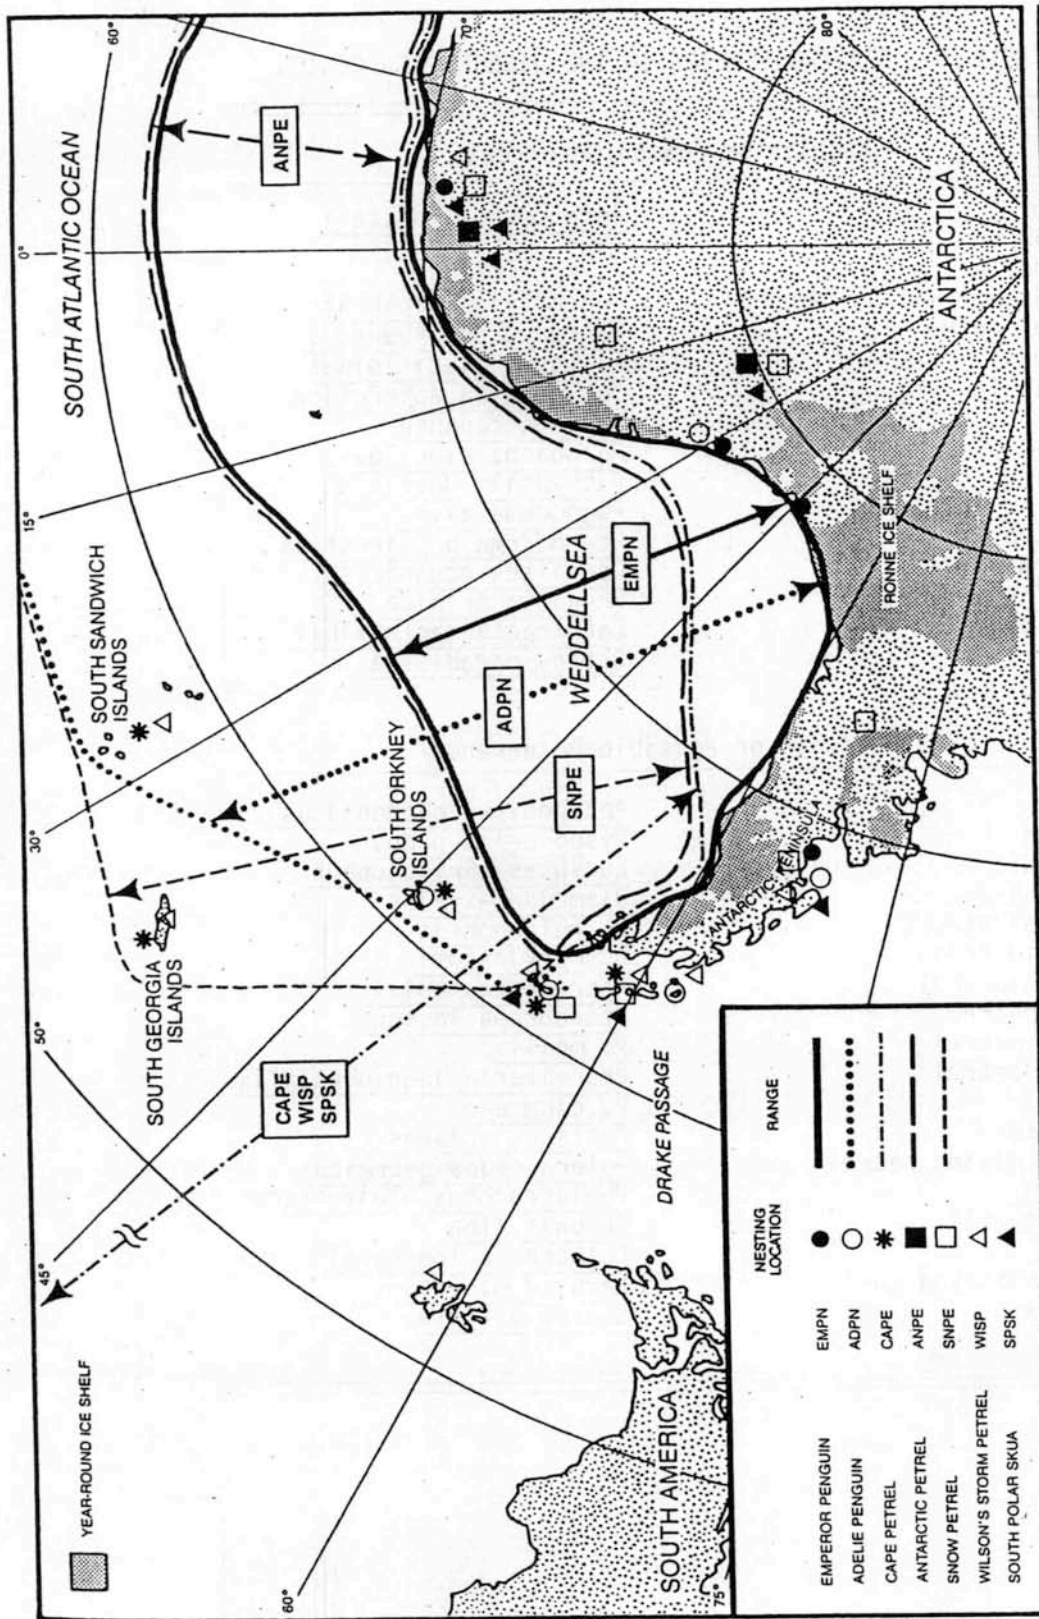 YEAR-ROUND ICE SHELF
60°
45°
50°
30°
15°
0°
60°
SOUTH ATLANTIC OCEAN
SOUTH SANDWICH
ISLANDS
SOUTH GEORGIA
ISLANDS
SOUTH ORKNEY
ISLANDS
ANPE
EMPN
ADPN
SNPE
CAPE
WISP
SPSK
WEDDELL SEA
70°
80°
ANTARCTICA
RONNE ICE SHELF
ANTARCTIC PENINSUL
DRAKE PASSAGE
SOUTH AMERICA
75°
NESTING
LOCATION
RANGE
EMPEROR PENGUIN EMPN
ADELIE PENGUIN ADPN
CAPE PETREL CAPE
ANTARCTIC PETREL ANPE
SNOW PETREL SNPE
WILSON'S STORM PETREL WISP
SOUTH POLAR SKUA SPSK